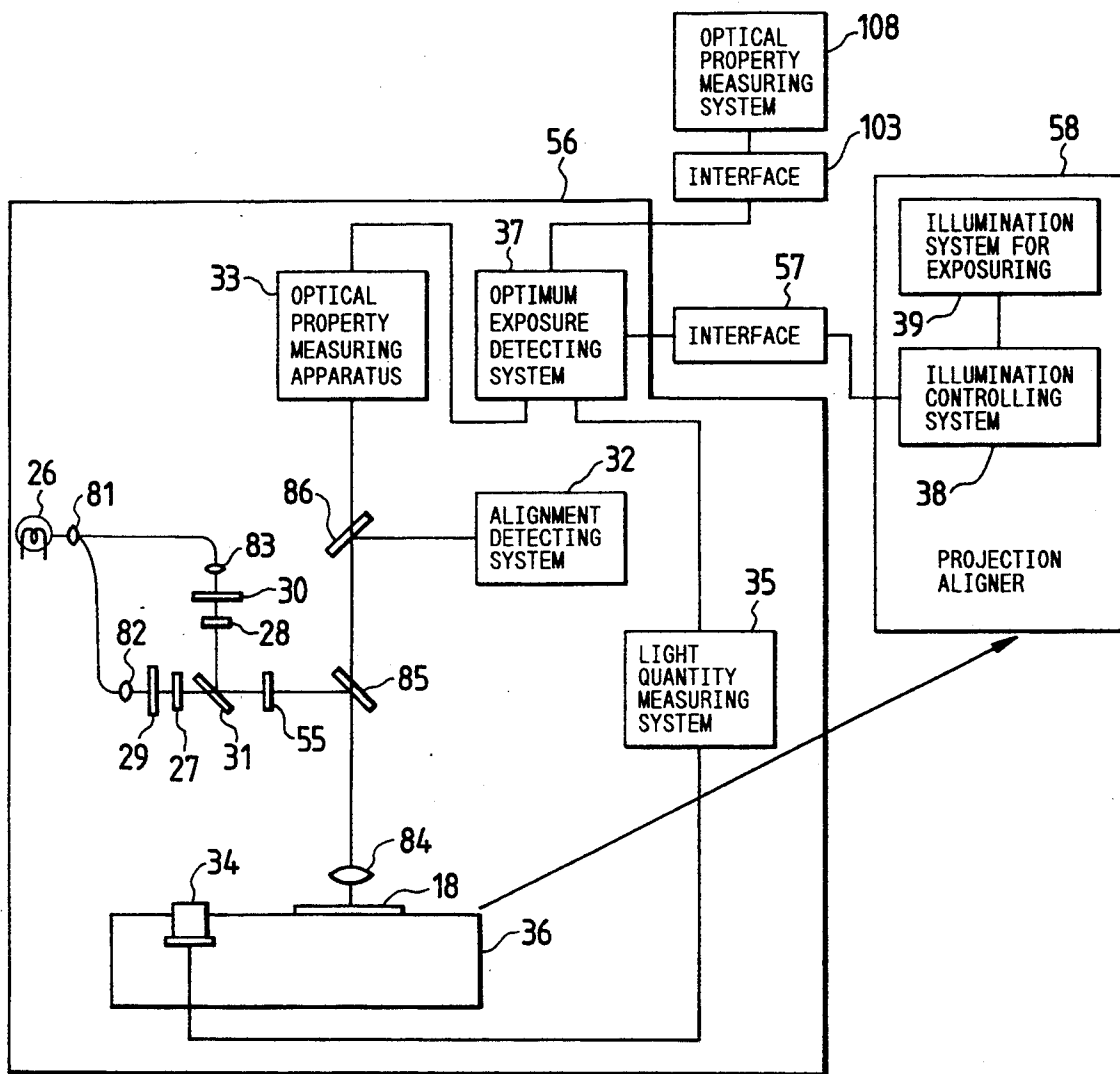 108
OPTICAL
PROPERTY
MEASURING
SYSTEM
103
INTERFACE
56
58
37
33
OPTICAL
PROPERTY
MEASURING
APPARATUS
OPTIMUM
EXPOSURE
DETECTING
SYSTEM
57
INTERFACE
ILLUMINATION
SYSTEM FOR
EXPOSURING
39
ILLUMINATION
CONTROLLING
SYSTEM
38
PROJECTION
ALIGNER
26
81
86
32
ALIGNMENT
DETECTING
SYSTEM
83
30
28
82
29
27
31
55
85
35
LIGHT
QUANTITY
MEASURING
SYSTEM
34
84
18
36